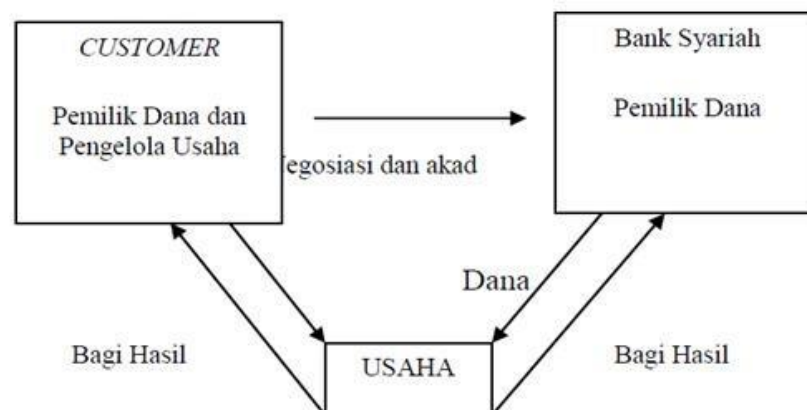 CUSTOMER
Pemilik Dana dan
Pengelola Usaha
Bank Syariah
Pemilik Dana
egosiasi dan akad
Dana
Bagi Hasil
USAHA
Bagi Hasil